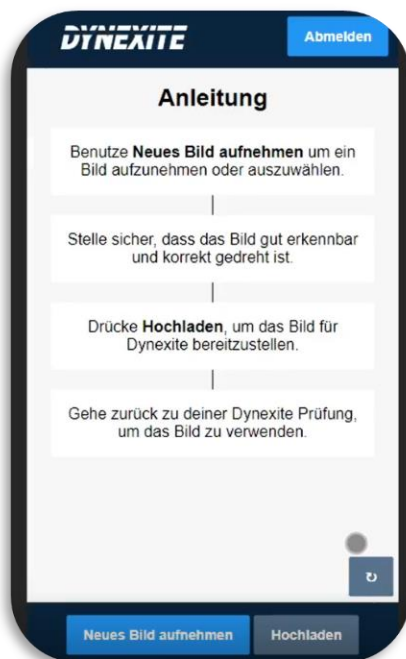 DYNEXITE
Abmelden
Anleitung
Benutze Neues Bild aufnehmen um ein
Bild aufzunehmen oder auszuwählen.
Stelle sicher, dass das Bild gut erkennbar
und korrekt gedreht ist.
Drücke Hochladen, um das Bild für
Dynexite bereitzustellen.
Gehe zurück zu deiner Dynexite Prüfung,
um das Bild zu verwenden.
Neues Bild aufnehmen
Hochladen